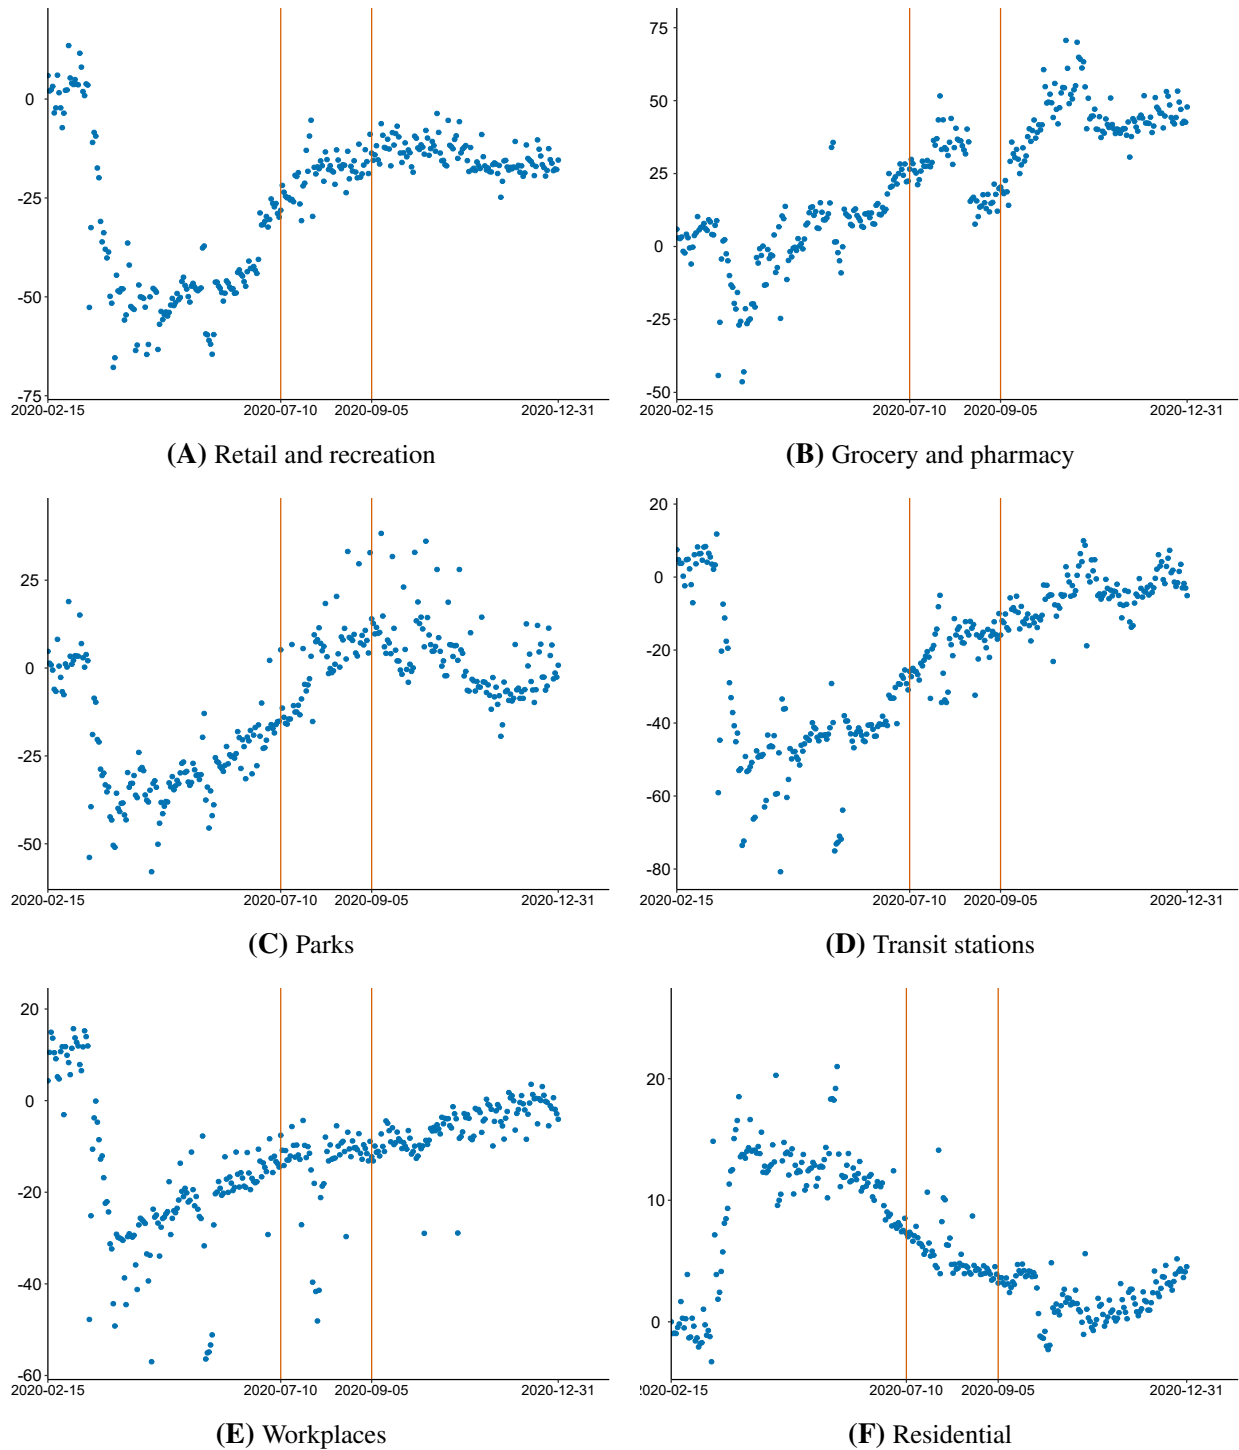 0
-25
-50
-75
2020-02-15 2020-07-10 2020-09-05 2020-12-31
(A) Retail and recreation
75
50
25
0
-25
-50
2020-02-15 2020-07-10 2020-09-05 2020-12-31
(B) Grocery and pharmacy
25
0
-25
-50
2020-02-15 2020-07-10 2020-09-05 2020-12-31
(C) Parks
20
0
-20
-40
-60
-80
2020-02-15 2020-07-10 2020-09-05 2020-12-31
(D) Transit stations
20
0
-20
-40
-60
2020-02-15 2020-07-10 2020-09-05 2020-12-31
(E) Workplaces
20
10
0
!020-02-15 2020-07-10 2020-09-05 2020-12-31
(F) Residential